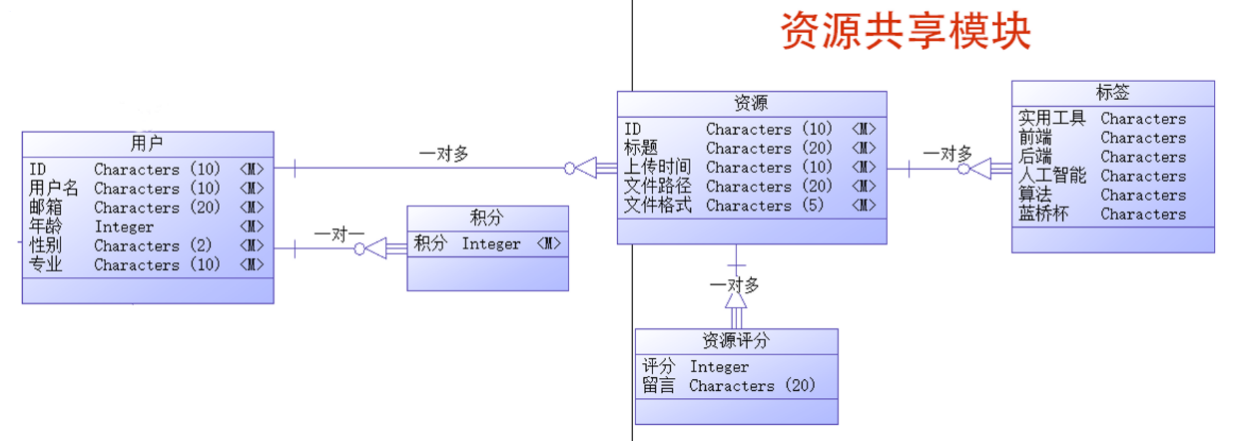 资源共享模块
用户
ID Characters (10) <M>
用户名 Characters (10) <M>
邮箱 Characters (20) <M>
年龄 Integer <M>
性别 Characters (2) <M>
专业 Characters (10) <M>
一对多
一对一
积分
积分 Integer <M>
资源
ID Characters (10) <M>
标题 Characters (20) <M>
上传时间 Characters (10) <M>
文件路径 Characters (20) <M>
文件格式 Characters (5) <M>
一对多
标签
实用工具 Characters
前端 Characters
后端 Characters
人工智能 Characters
算法 Characters
蓝桥杯 Characters
一对多
资源评分
评分 Integer
留言 Characters (20)